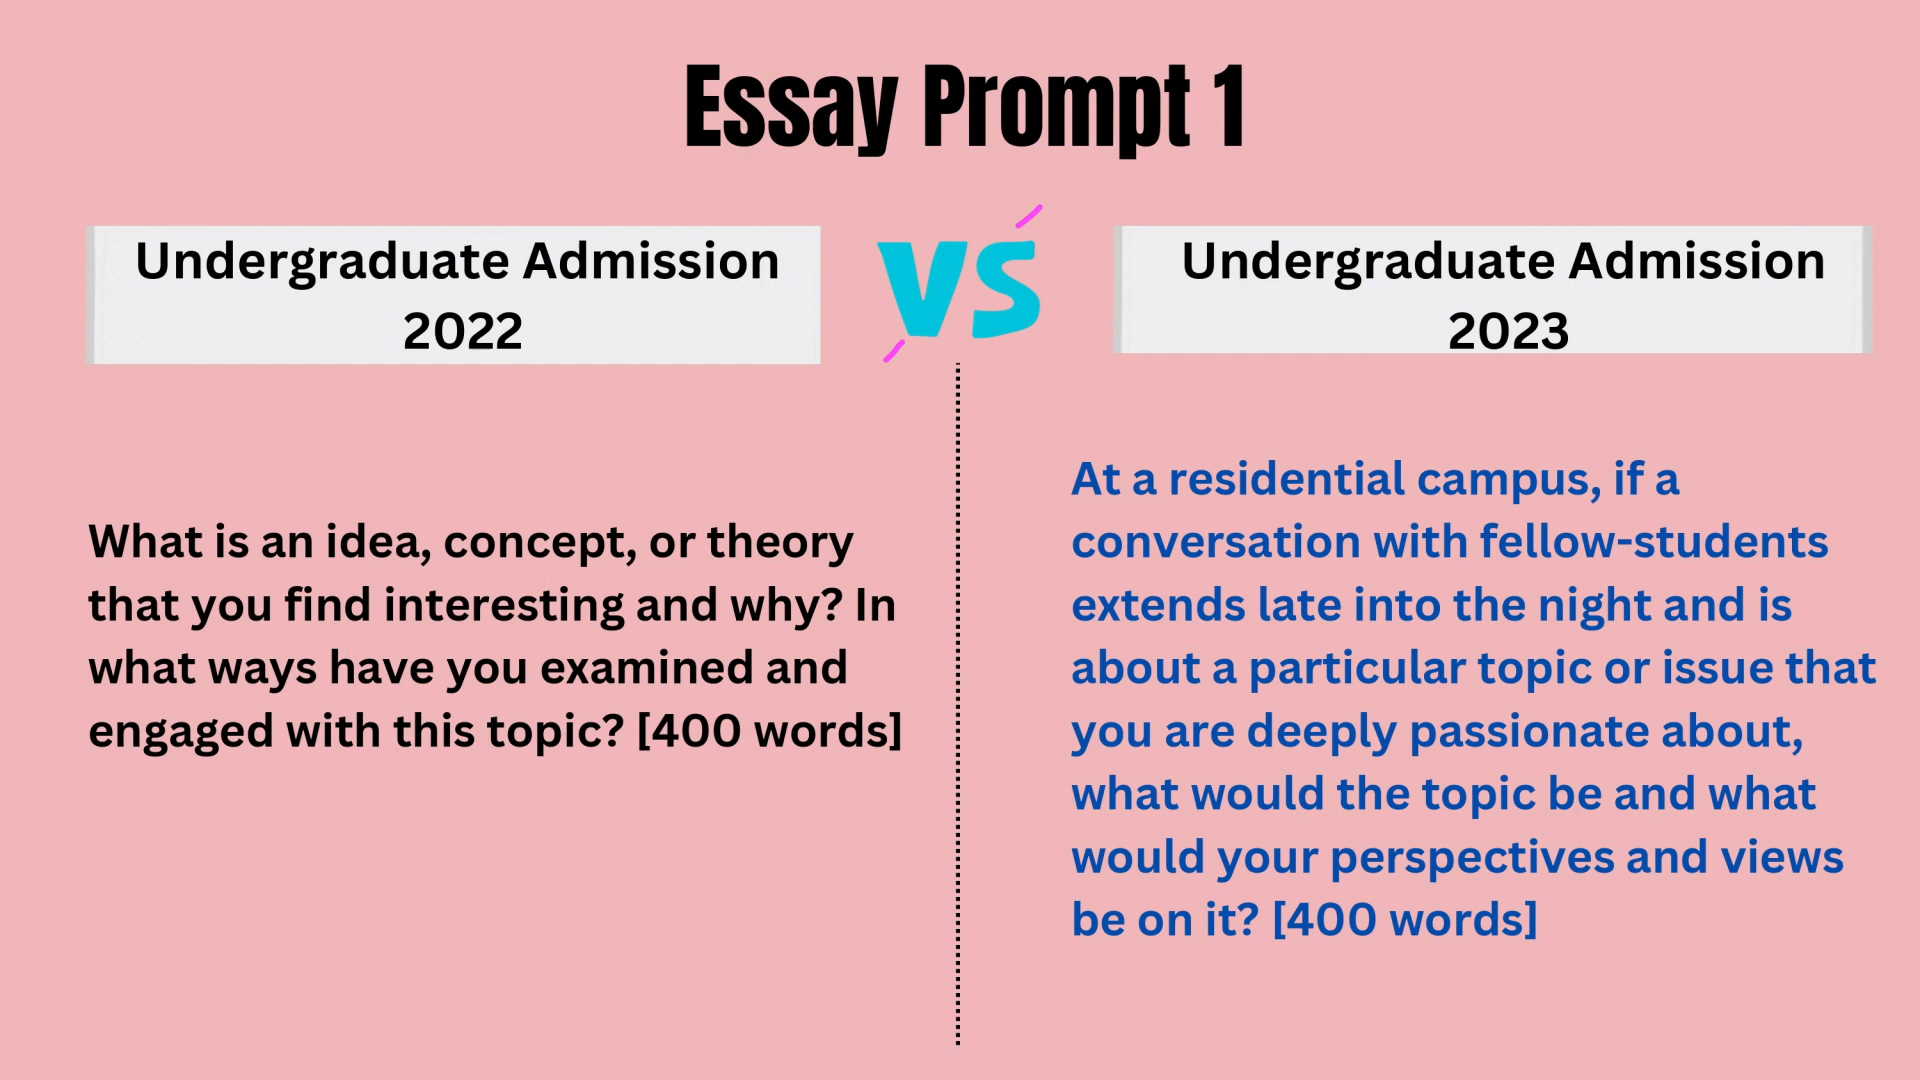 Essay Prompt 1
Undergraduate Admission
2022
VS
Undergraduate Admission
2023
What is an idea, concept, or theory
that you find interesting and why? In
what ways have you examined and
engaged with this topic? [400 words]
At a residential campus, if a
conversation with fellow-students
extends late into the night and is
about a particular topic or issue that
you are deeply passionate about,
what would the topic be and what
would your perspectives and views
be on it? [400 words]